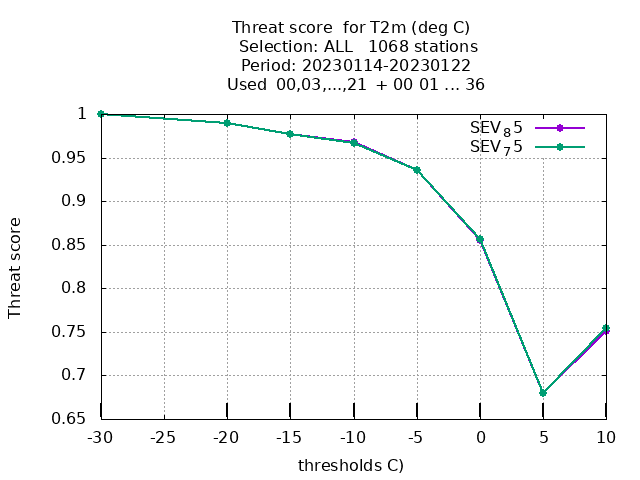 Threat score for T2m (deg C)
Selection: ALL 1068 stations
Period: 20230114-20230122
Used 00,03,...,21 + 00 01 ... 36
SEV85
SEV75
1
0.95
0.9
0.85
0.8
0.75
0.7
0.65
Threat score
-30 -25 -20 -15 -10 -5 0 5 10
thresholds C)